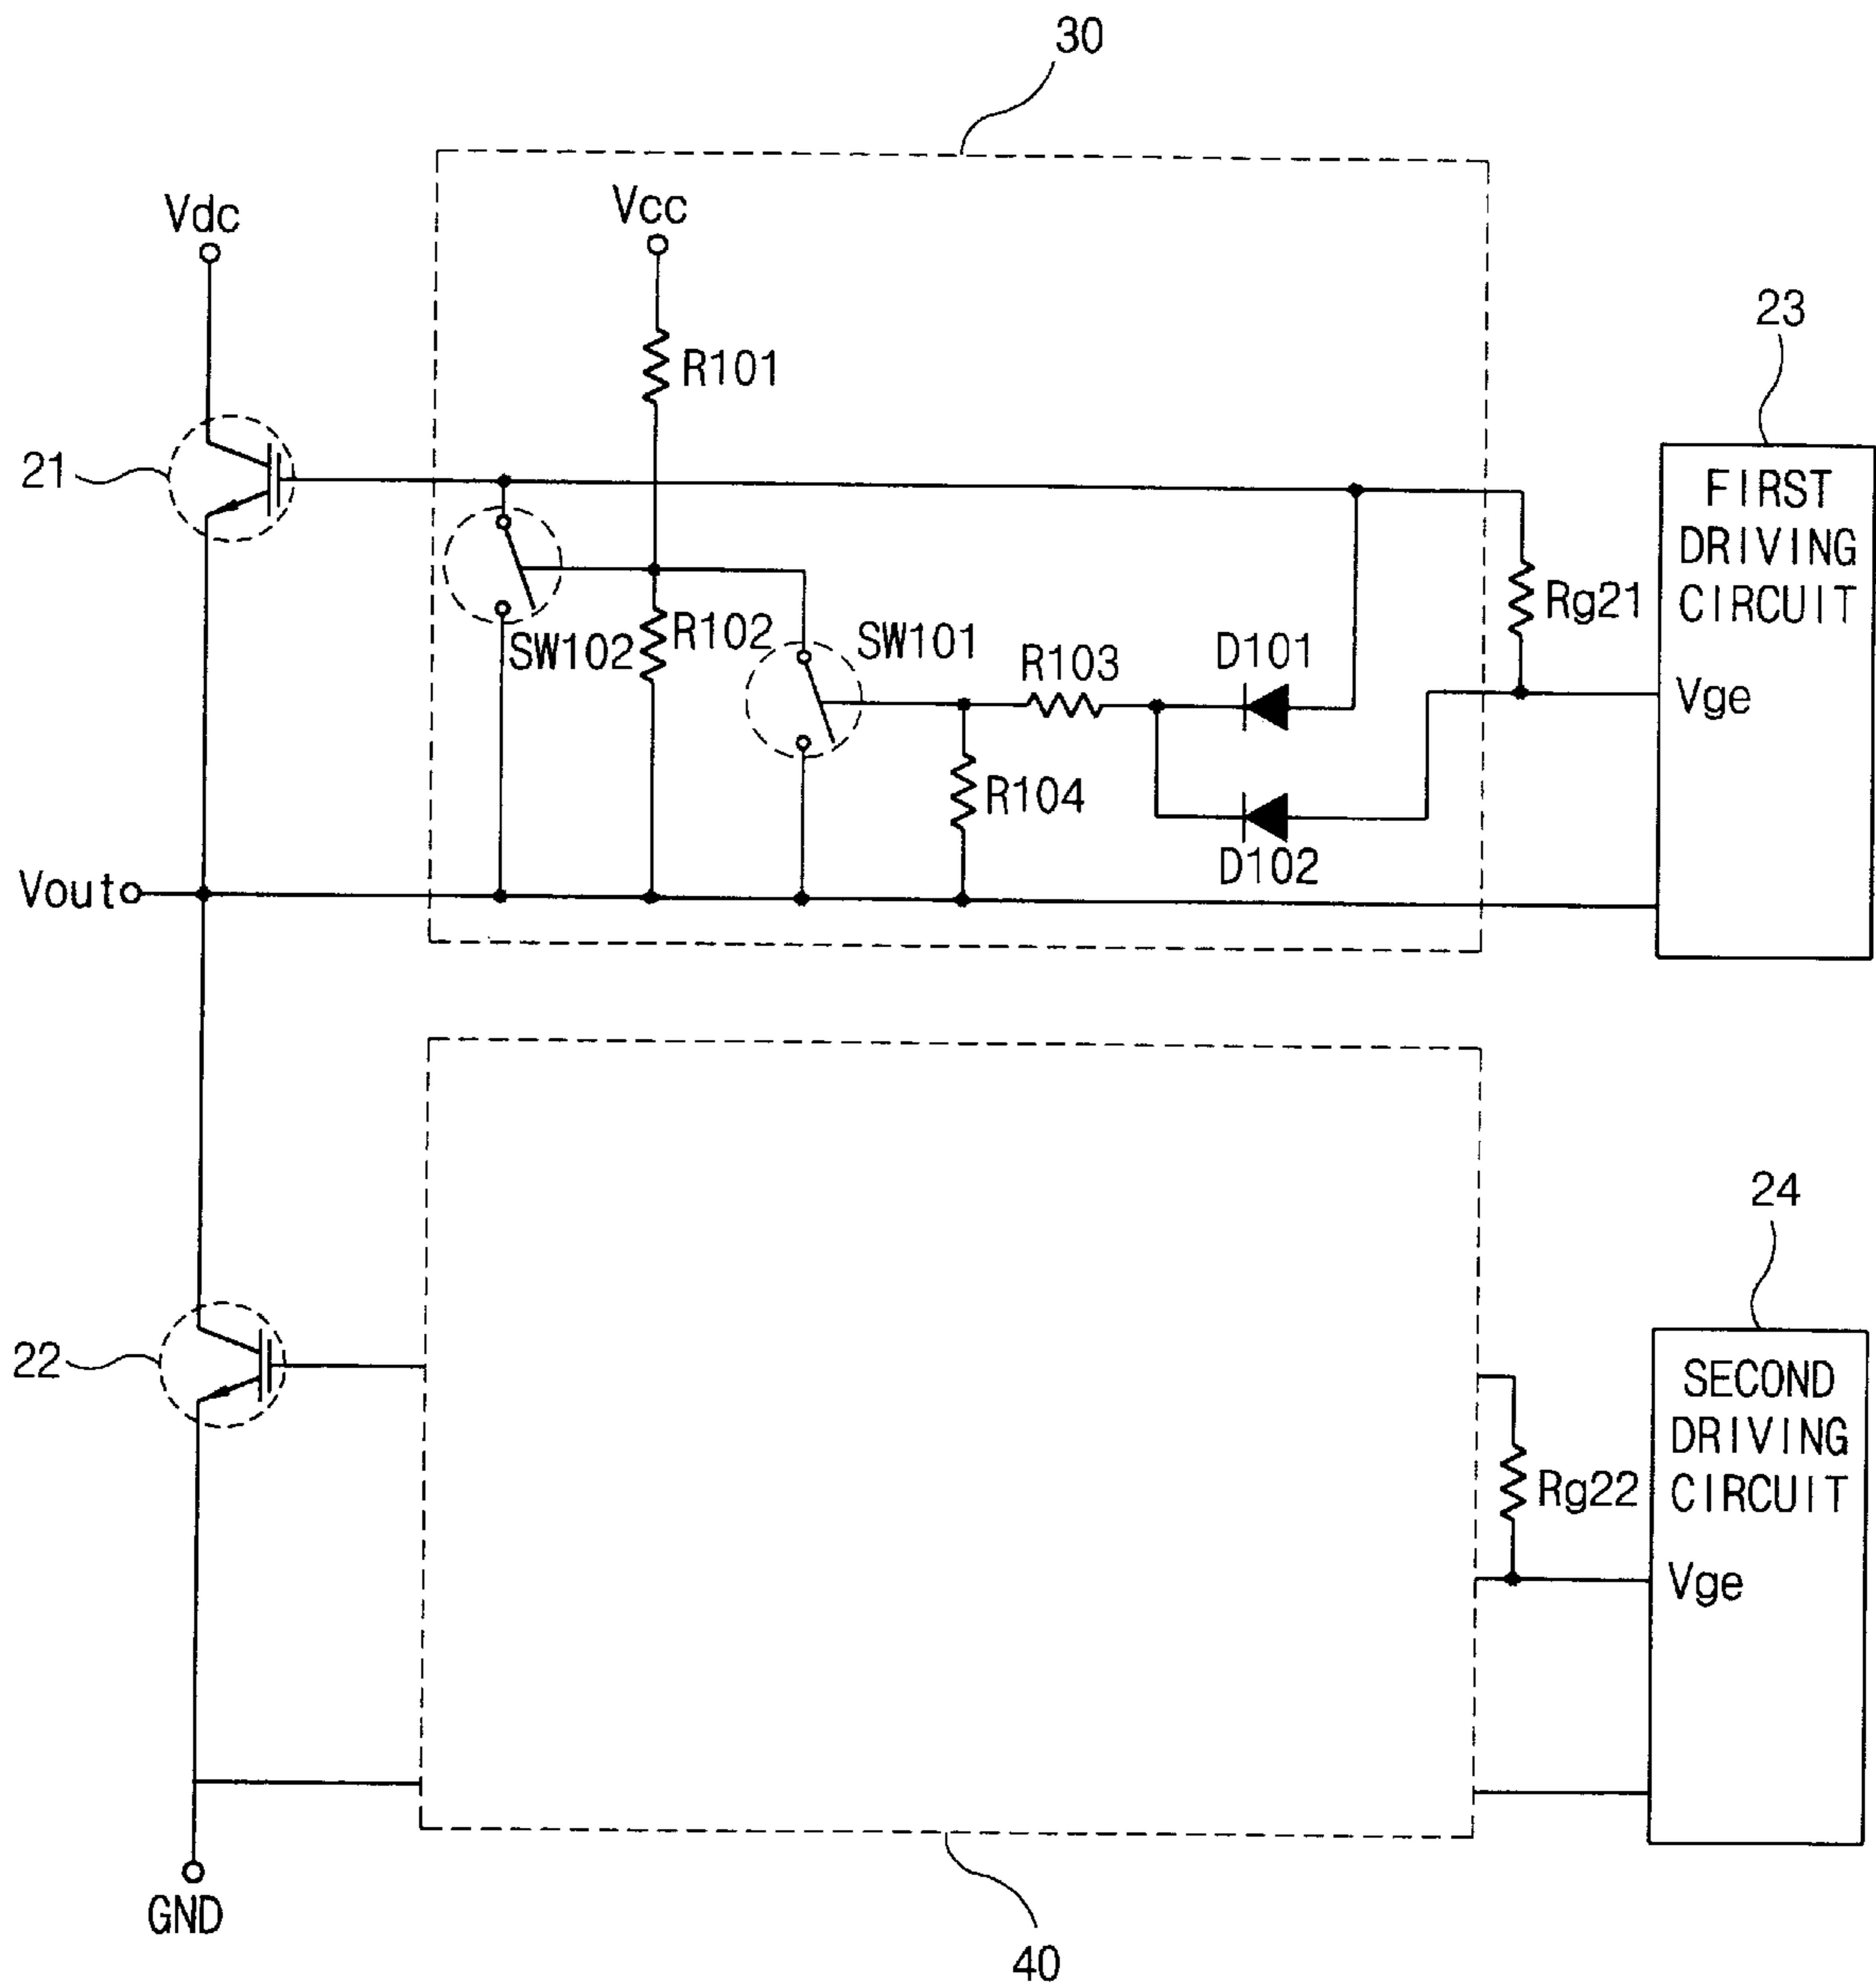 30
Vdc
Vcc
23
R101
21
FIRST
DRIVING
CIRCUIT
Rg21
SW102
R102
SW101
R103
D101
Vge
R104
D102
Vout
24
22
SECOND
DRIVING
CIRCUIT
Rg22
Vge
GND
40